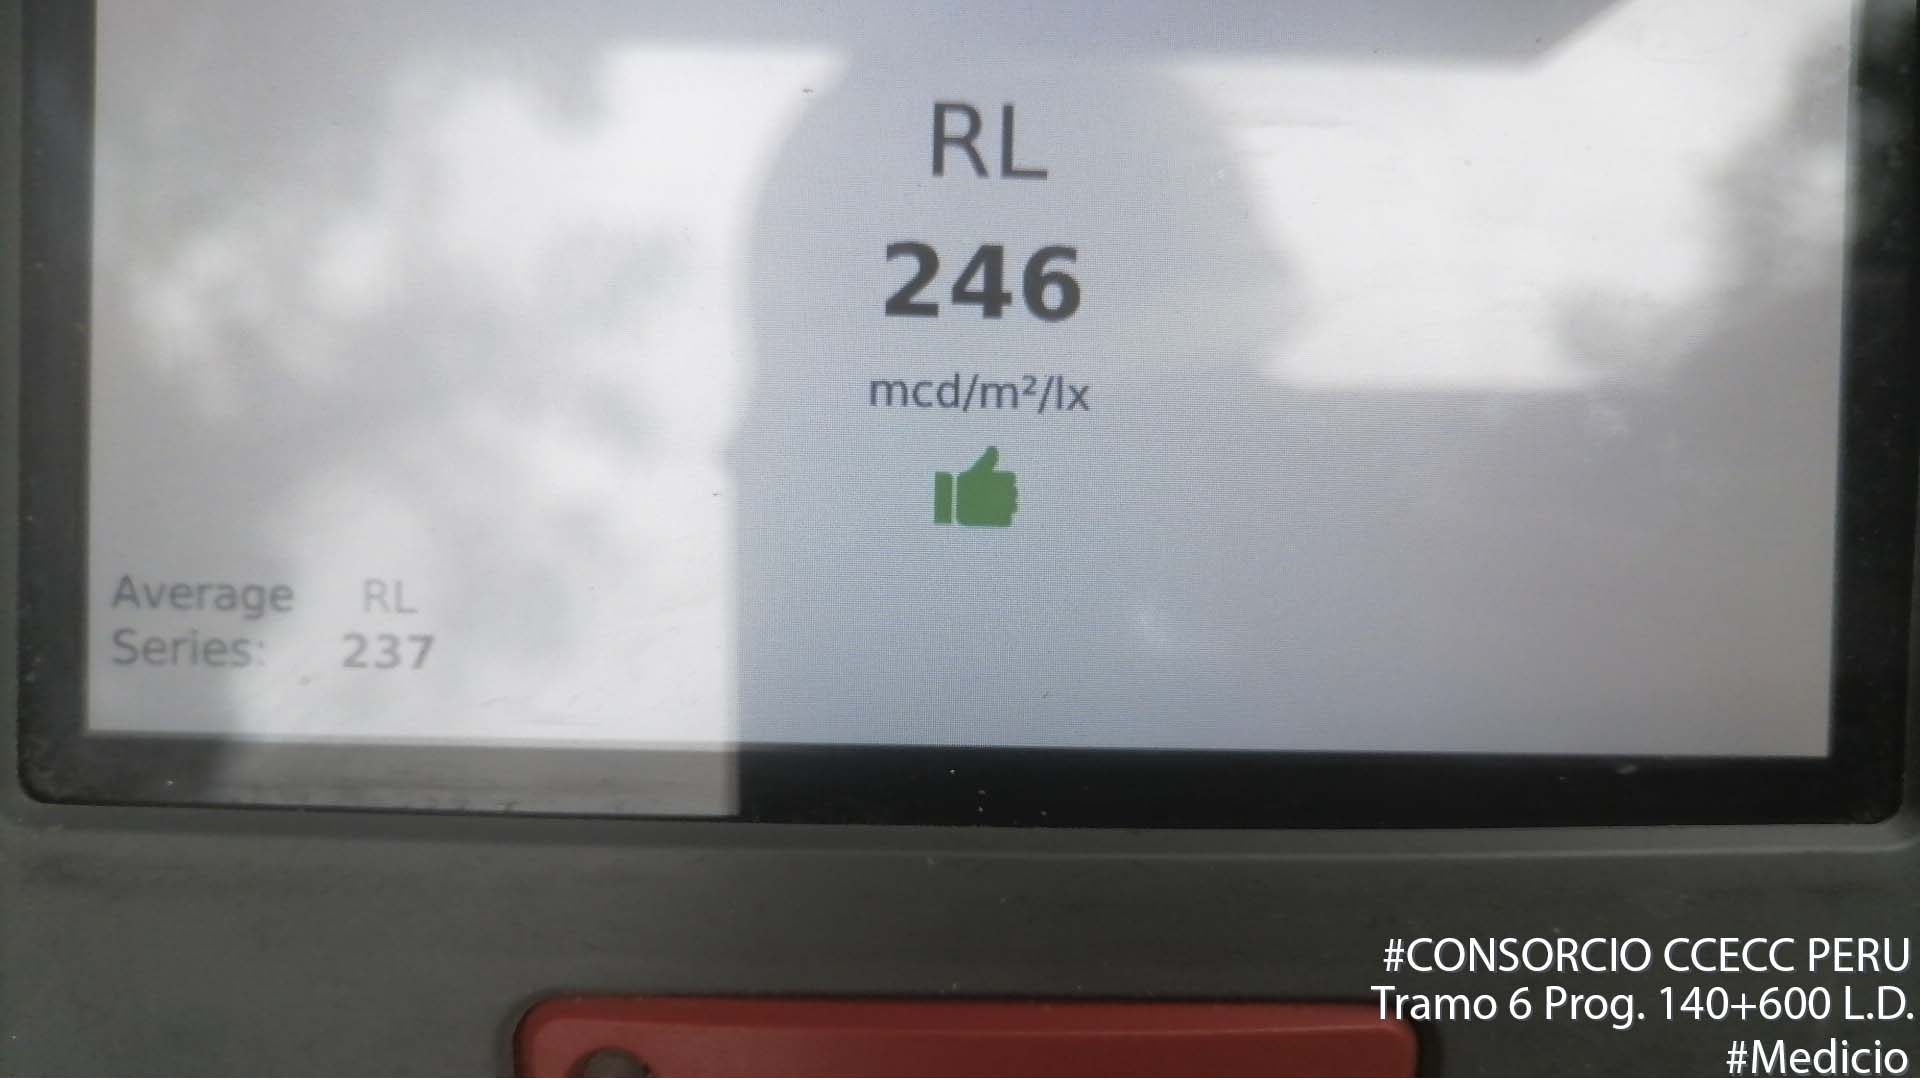 RL
246
mcd/m²/lx
Average RL
Series: 237
#CONSORCIO CCECC PERU
Tramo 6 Prog. 140+600 L.D.
#Medicio